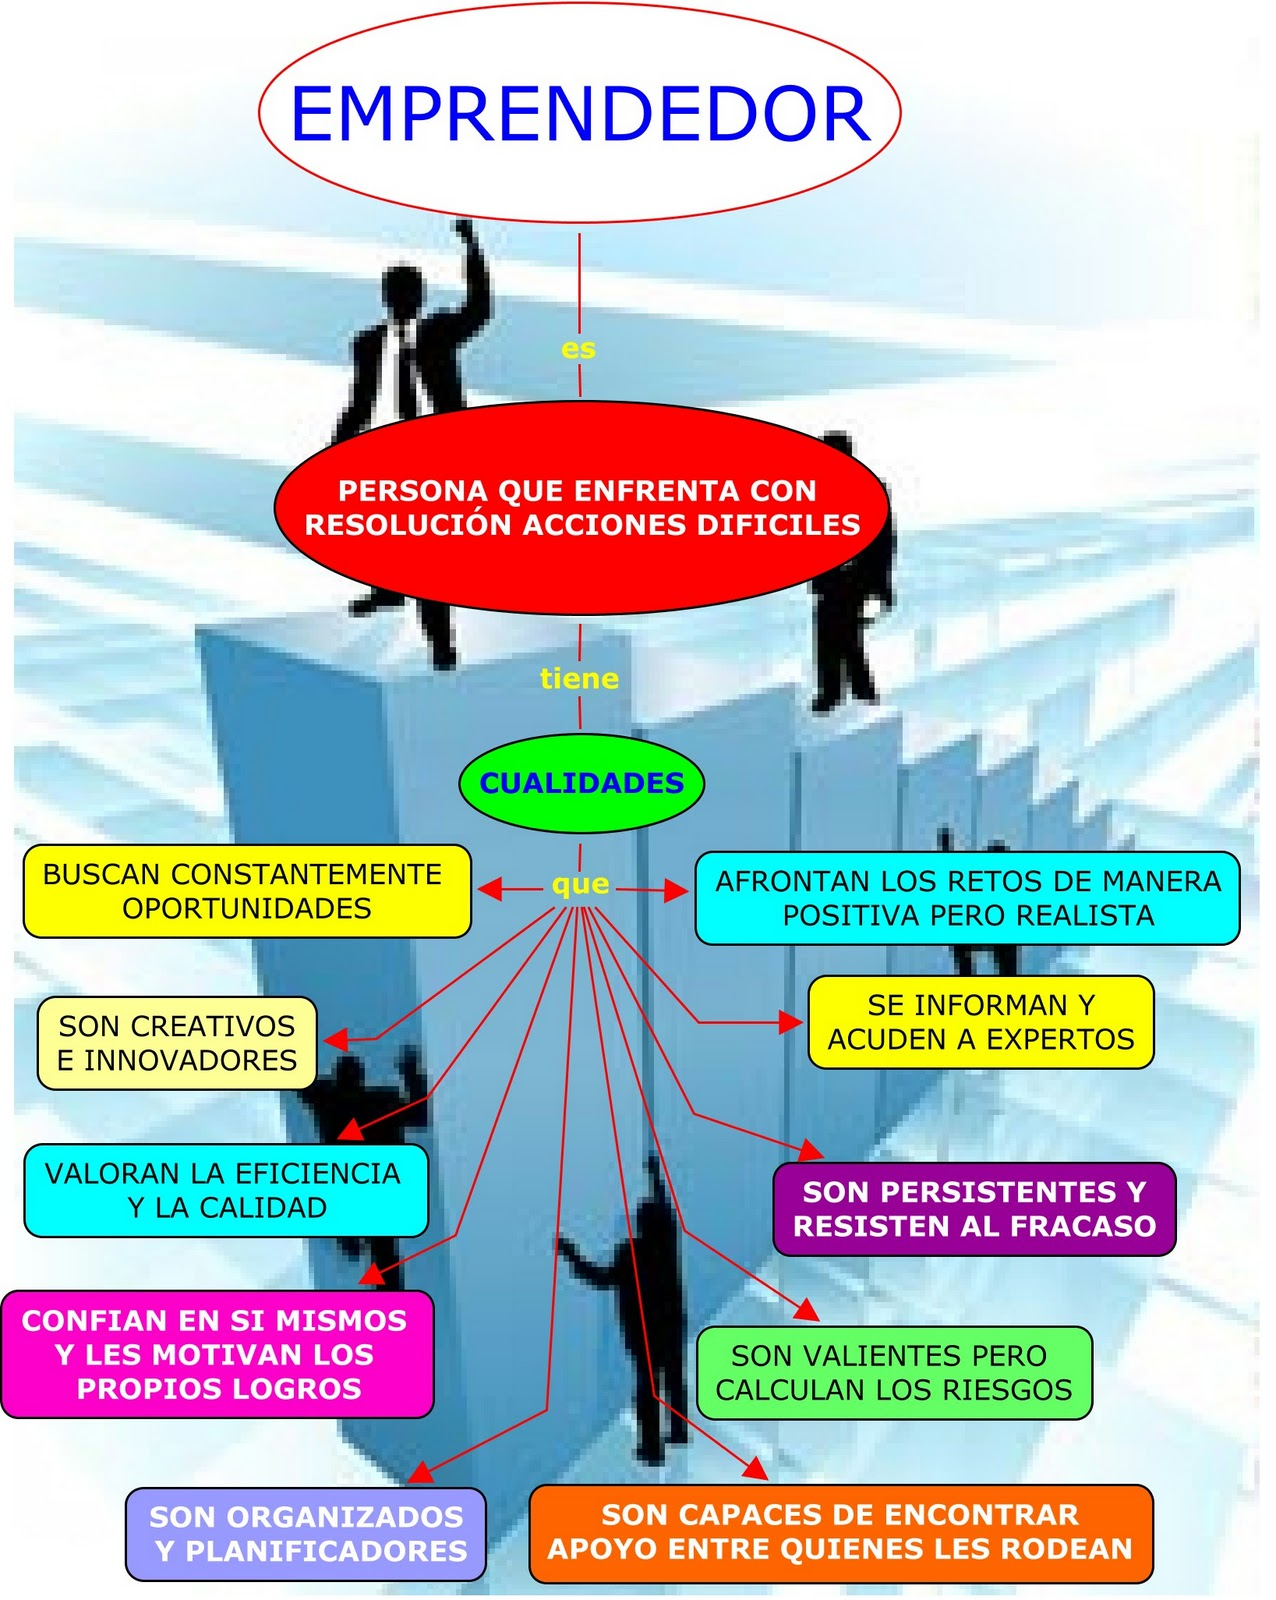 EMPRENDEDOR
es
PERSONA QUE ENFRENTA CON
RESOLUCIÓN ACCIONES DIFICILES
tiene
CUALIDADES
que
BUSCAN CONSTANTEMENTE
OPORTUNIDADES
AFRONTAN LOS RETOS DE MANERA
POSITIVA PERO REALISTA
SON CREATIVOS
E INNOVADORES
SE INFORMAN Y
ACUDEN A EXPERTOS
VALORAN LA EFICIENCIA
Y LA CALIDAD
SON PERSISTENTES Y
RESISTEN AL FRACASO
CONFIAN EN SI MISMOS
Y LES MOTIVAN LOS
PROPIOS LOGROS
SON VALIENTES PERO
CALCULAN LOS RIESGOS
SON ORGANIZADOS
Y PLANIFICADORES
SON CAPACES DE ENCONTRAR
APOYO ENTRE QUIENES LES RODEAN